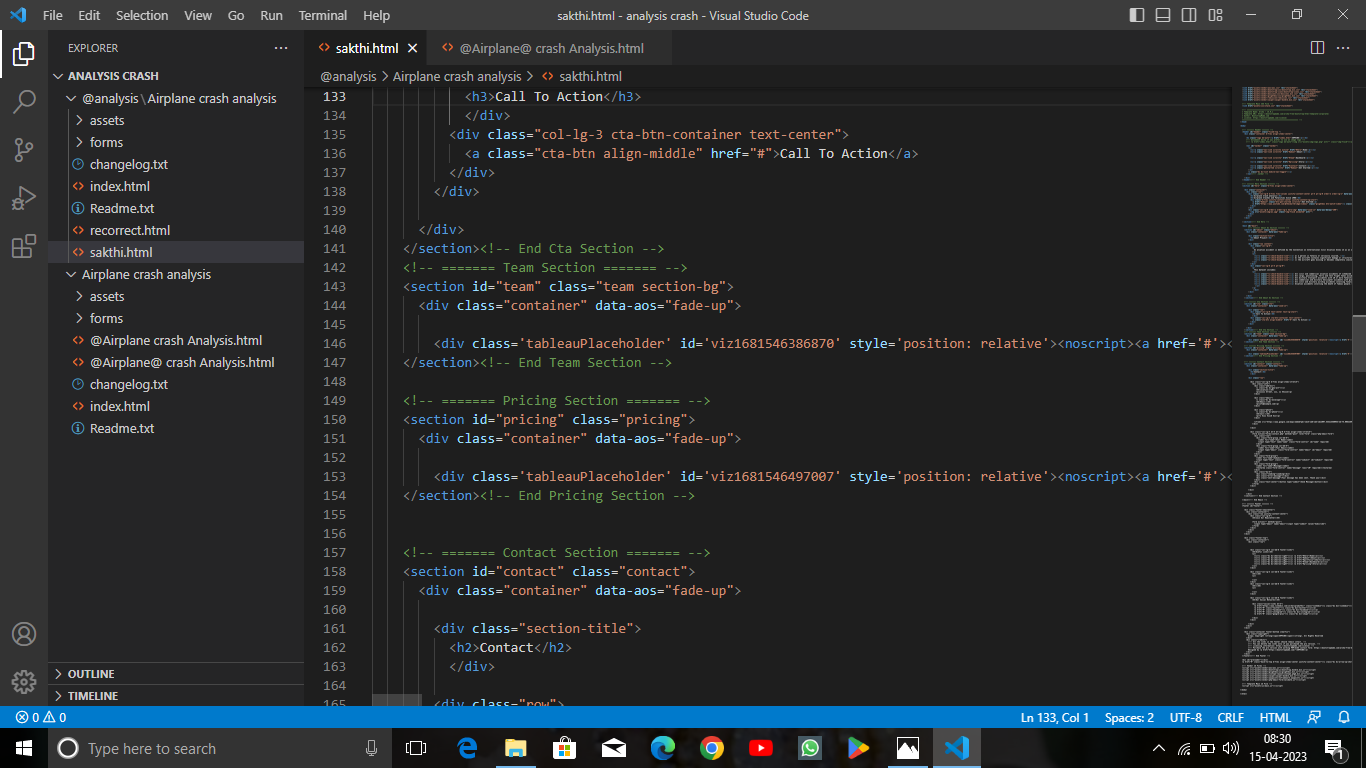 File Edit Selection View Go Run Terminal Help
sakthi.html - analysis crash - Visual Studio Code
EXPLORER
ANALYSIS CRASH
@analysis \ Airplane crash analysis
assets
forms
changelog.txt
index.html
Readme.txt
recorrect.html
sakthi.html
Airplane crash analysis
assets
forms
@Airplane crash Analysis.html
@Airplane@ crash Analysis.html
changelog.txt
index.html
Readme.txt
OUTLINE
TIMELINE
sakthi.html
@Airplane@ crash Analysis.html
@analysis > Airplane crash analysis > sakthi.html
133 <h3>Call To Action</h3>
134 </div>
135 <div class="col-lg-3 cta-btn-container text-center">
136 <a class="cta-btn align-middle" href="#">Call To Action</a>
137 </div>
138 </div>
139
140 </div>
141 </section><!-- End Cta Section -->
142 <!-- ======= Team Section ======= -->
143 <section id="team" class="team section-bg">
144 <div class="container" data-aos="fade-up">
145
146 <div class='tableauPlaceholder' id='viz1681546386870' style='position: relative'><noscript><a href='#'><
147 </section><!-- End Team Section -->
148
149 <!-- ======= Pricing Section ======= -->
150 <section id="pricing" class="pricing">
151 <div class="container" data-aos="fade-up">
152
153 <div class='tableauPlaceholder' id='viz1681546497007' style='position: relative'><noscript><a href='#'><
154 </section><!-- End Pricing Section -->
155
156
157 <!-- ======= Contact Section ======= -->
158 <section id="contact" class="contact">
159 <div class="container" data-aos="fade-up">
160
161 <div class="section-title">
162 <h2>Contact</h2>
163 </div>
164
165 <div class="row">
0 0 Ln 133, Col 1 Spaces: 2 UTF-8 CRLF HTML
Type here to search
08:30
15-04-2023
1